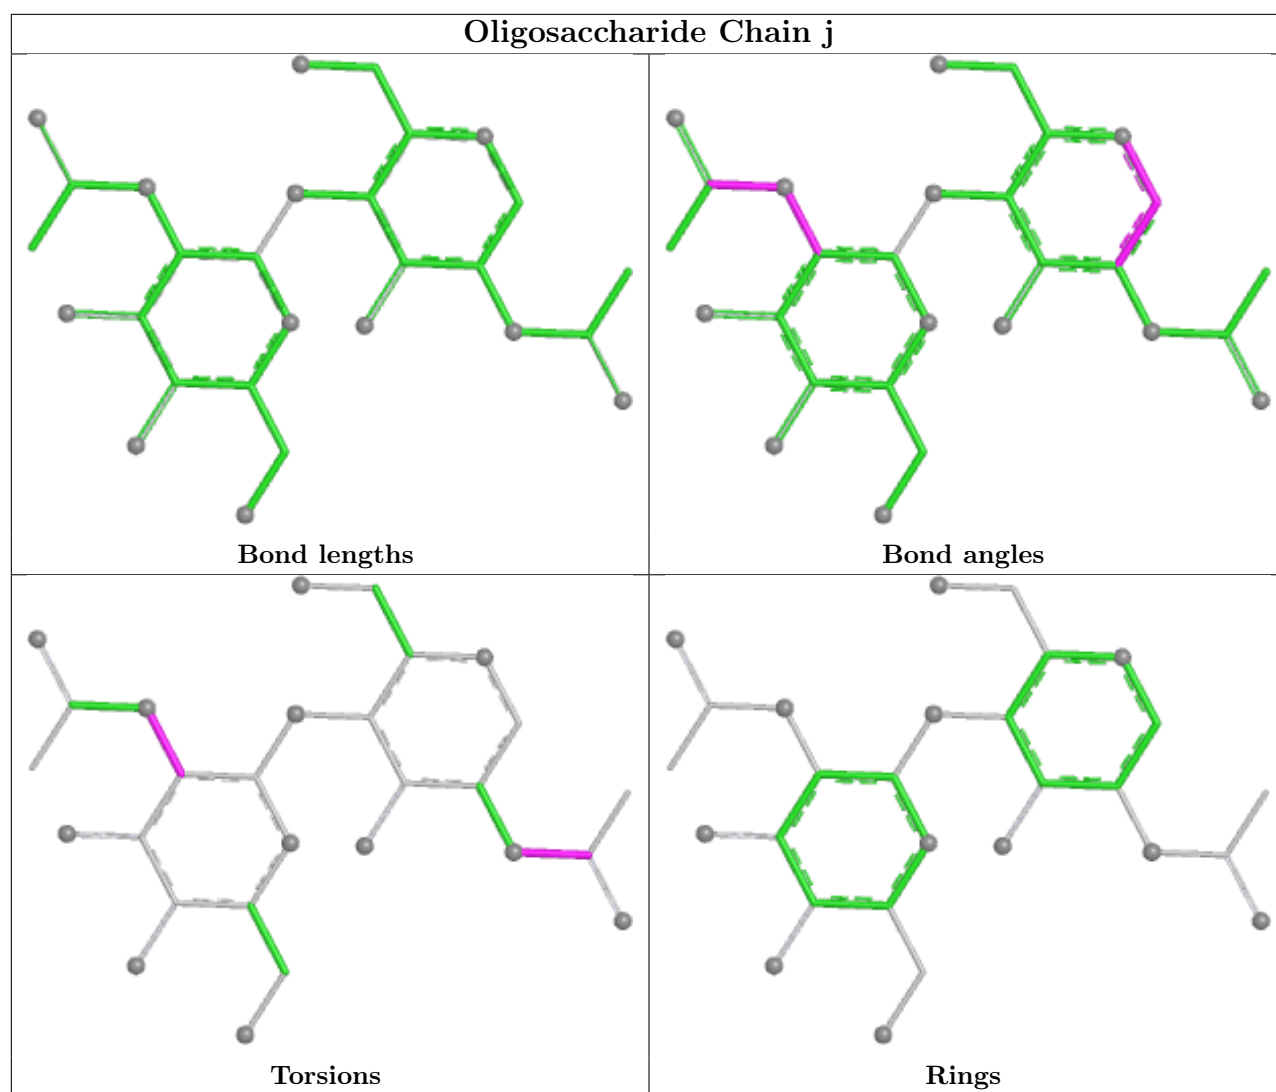 Oligosaccharide Chain j
Bond lengths
Bond angles
Torsions
Rings